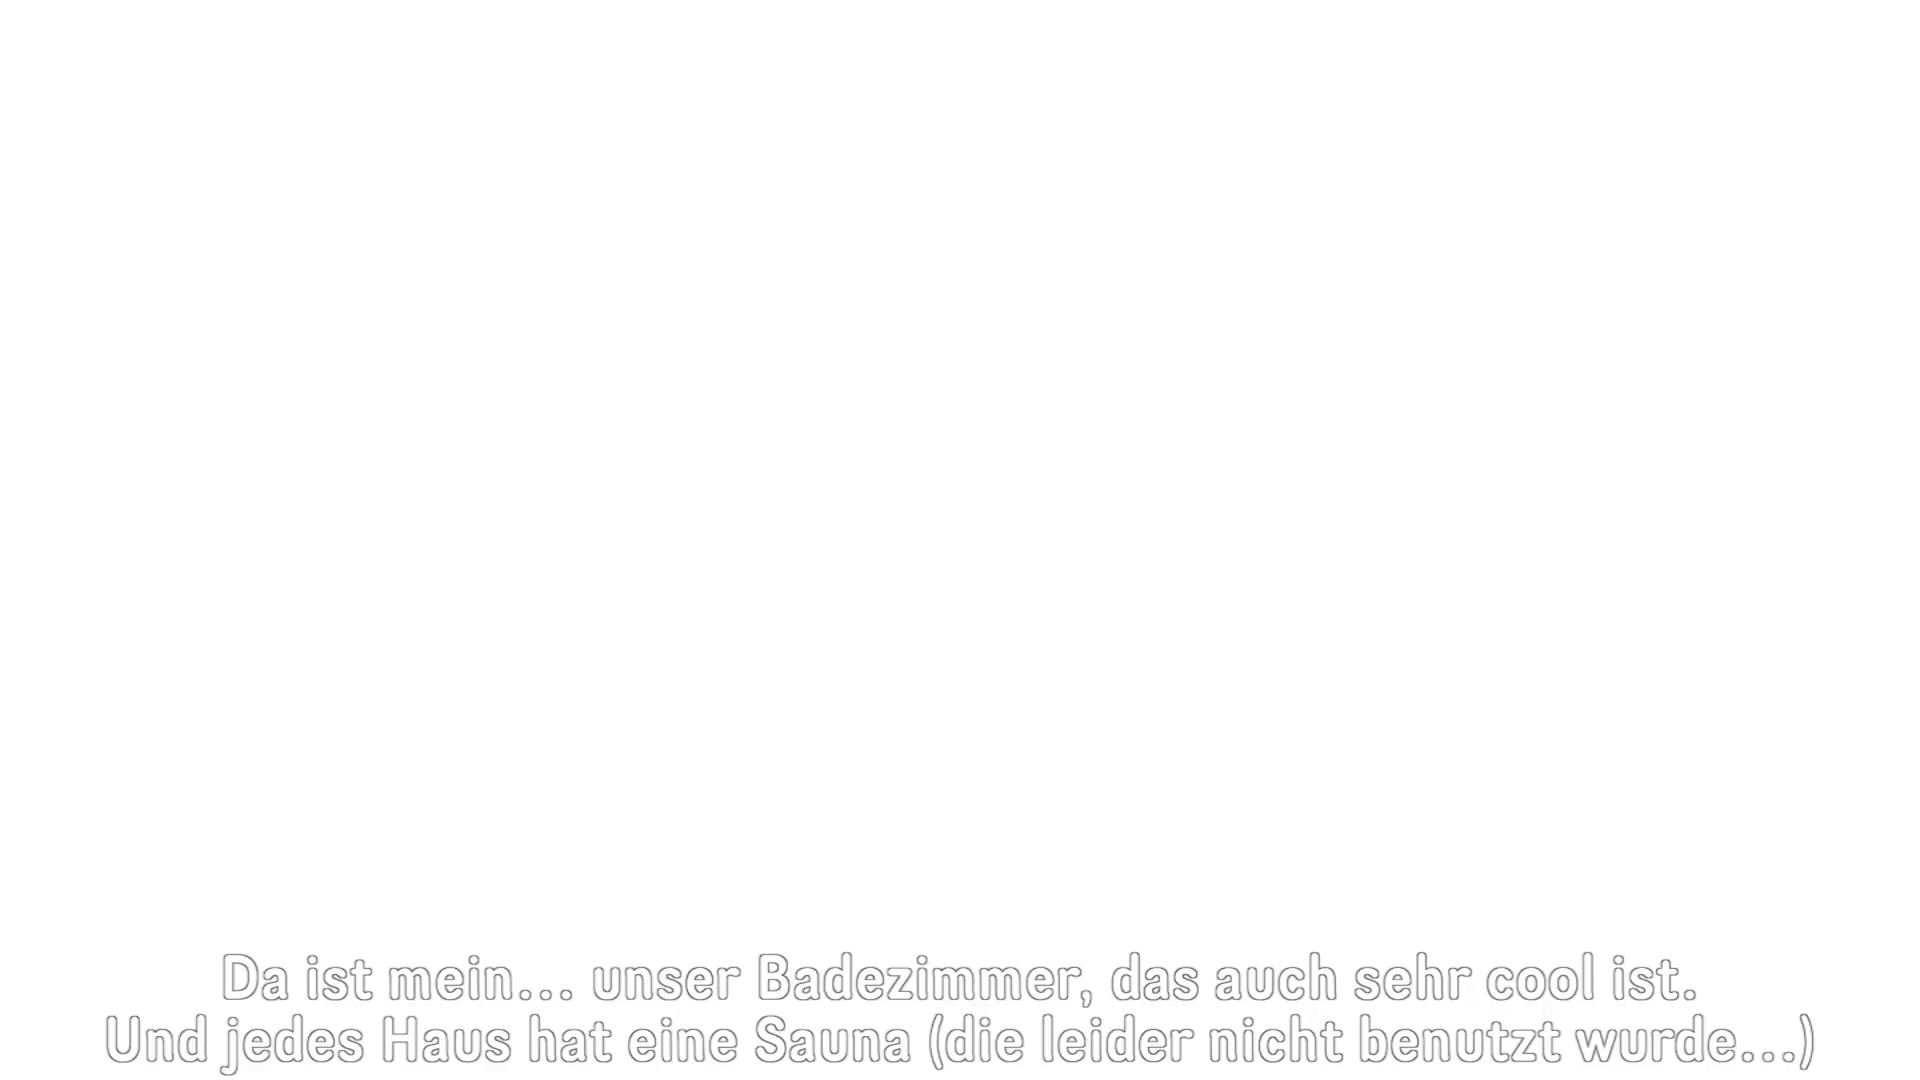 Da ist mein... unser Badezimmer, das auch sehr cool ist.
Und jedes Haus hat eine Sauna (die leider nicht benutzt wurde...)